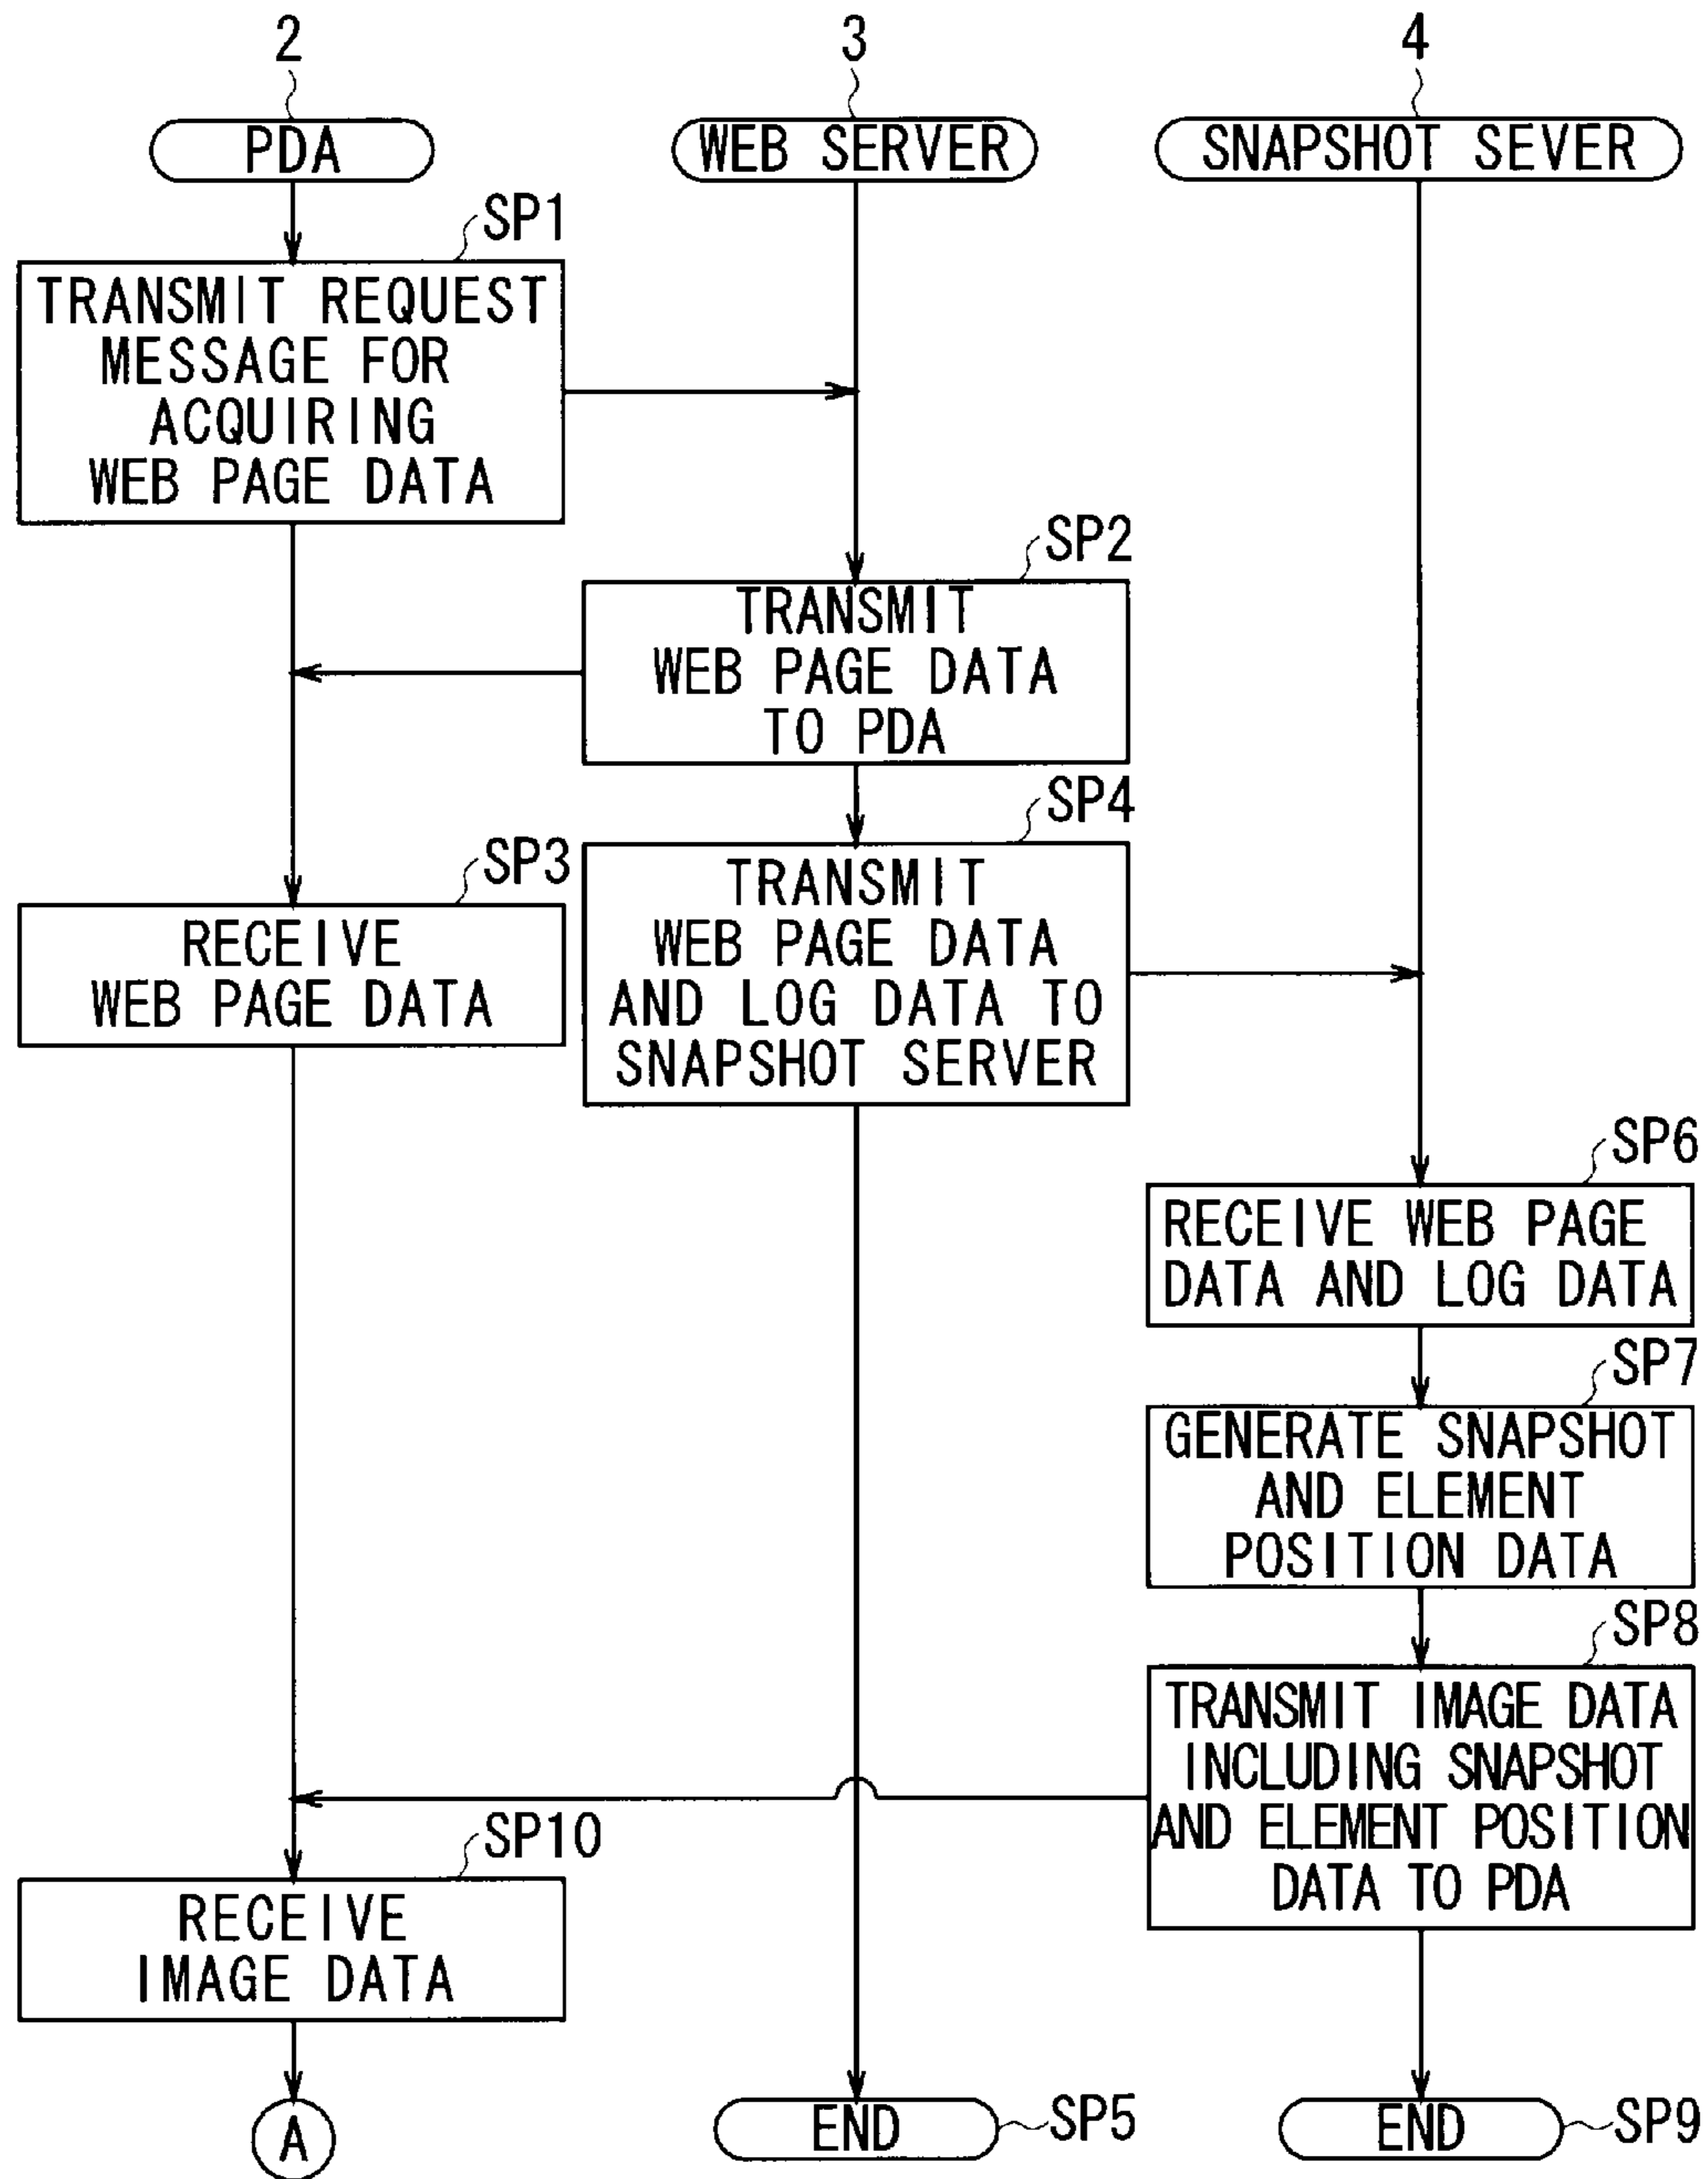 2
3
4
PDA
WEB SERVER
SNAPSHOT SEVER
SP1
TRANSMIT REQUEST
MESSAGE FOR
ACQUIRING
WEB PAGE DATA
SP2
TRANSMIT
WEB PAGE DATA
TO PDA
SP3
RECEIVE
WEB PAGE DATA
SP4
TRANSMIT
WEB PAGE DATA
AND LOG DATA TO
SNAPSHOT SERVER
SP6
RECEIVE WEB PAGE
DATA AND LOG DATA
SP7
GENERATE SNAPSHOT
AND ELEMENT
POSITION DATA
SP8
TRANSMIT IMAGE DATA
INCLUDING SNAPSHOT
AND ELEMENT POSITION
DATA TO PDA
SP10
RECEIVE
IMAGE DATA
A
END
SP5
END
SP9